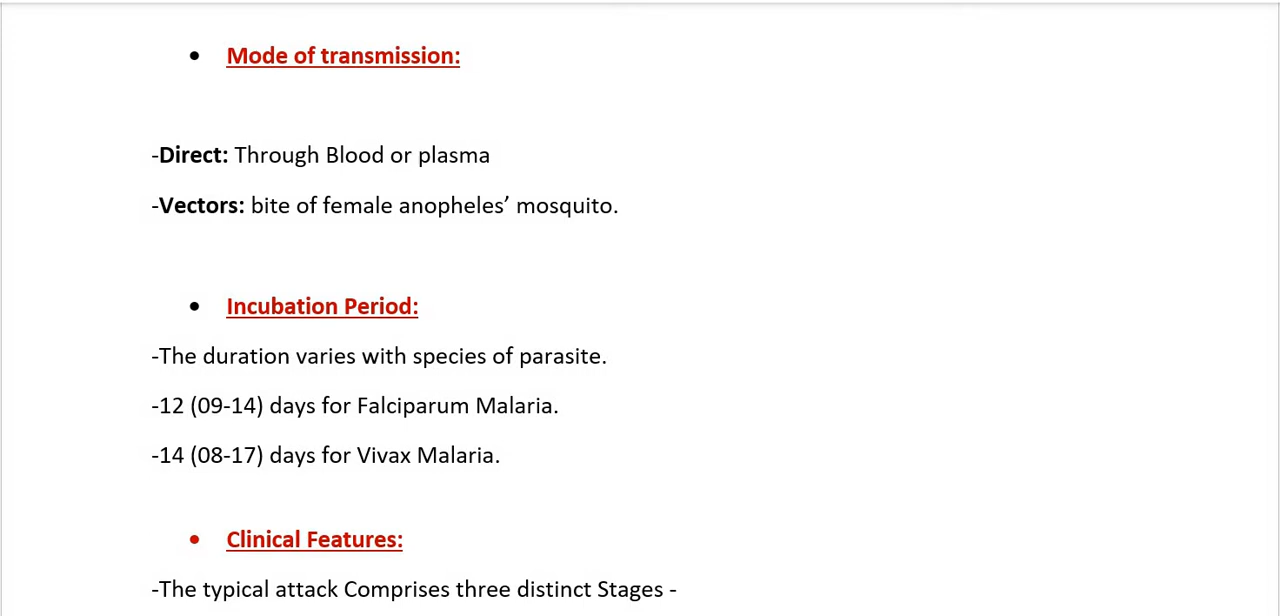 • Mode of transmission:
-Direct: Through Blood or plasma
-Vectors: bite of female anopheles’ mosquito.
• Incubation Period:
-The duration varies with species of parasite.
-12 (09-14) days for Falciparum Malaria.
-14 (08-17) days for Vivax Malaria.
• Clinical Features:
-The typical attack Comprises three distinct Stages -